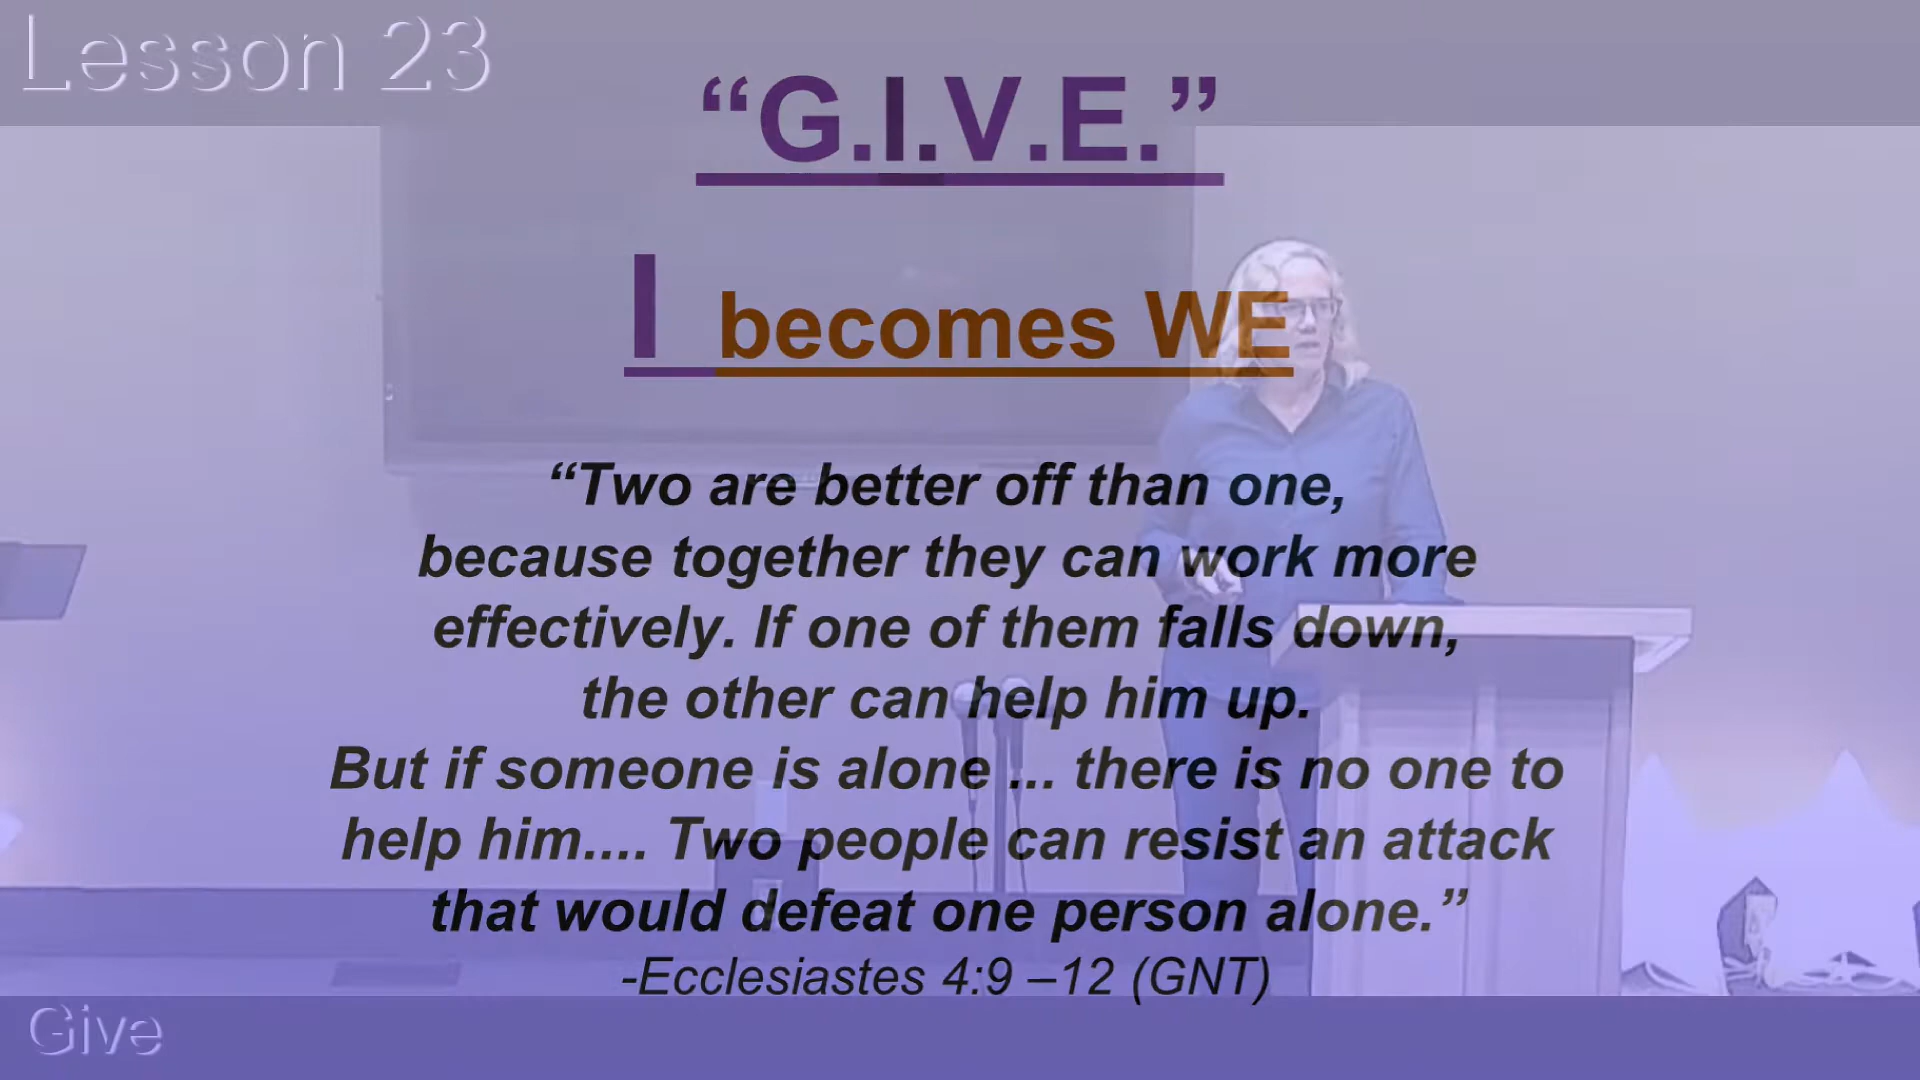 Lesson 23
“G.I.V.E.”
I becomes WE
“Two are better off than one,
because together they can work more
effectively. If one of them falls down,
the other can help him up.
But if someone is alone ... there is no one to
help him.... Two people can resist an attack
that would defeat one person alone.”
-Ecclesiastes 4:9 –12 (GNT)
Give